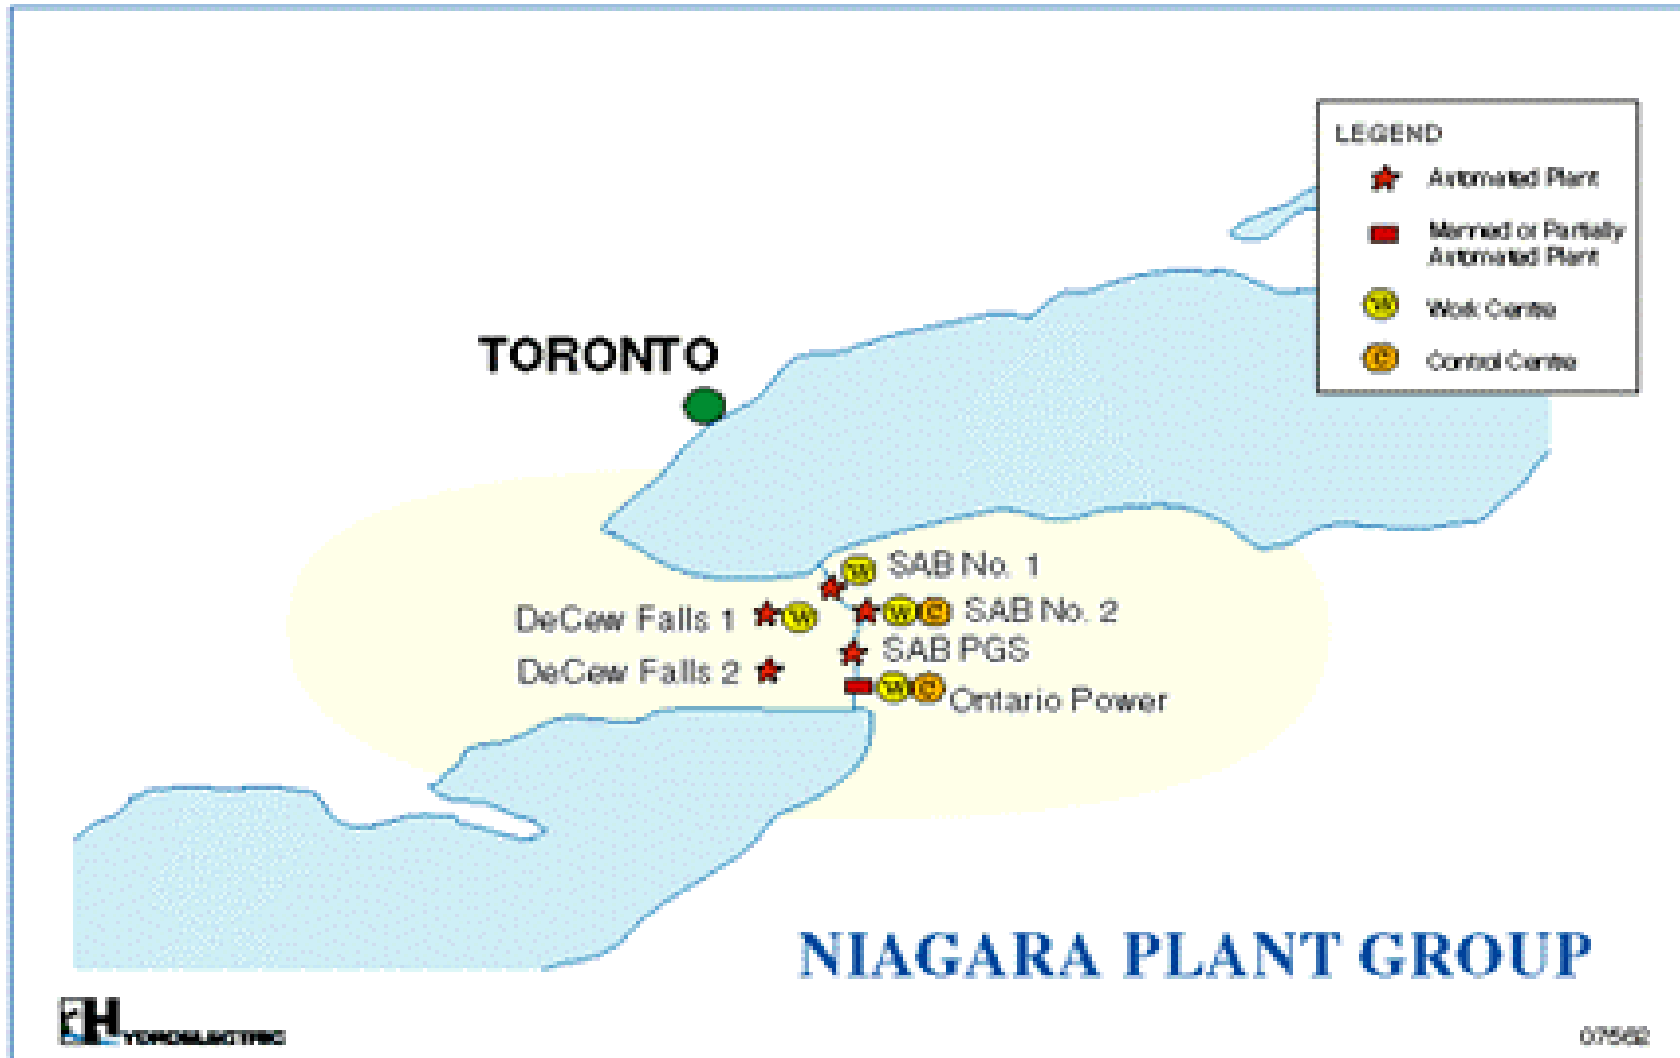 LEGEND
Automated Plant
Manned or Partially
Automated Plant
W Work Centre
C Control Centre
TORONTO
W SAB No. 1
DeCew Falls 1 W
W C SAB No. 2
SAB PGS
DeCew Falls 2
W C Ontario Power
NIAGARA PLANT GROUP
HYDROELECTRIC